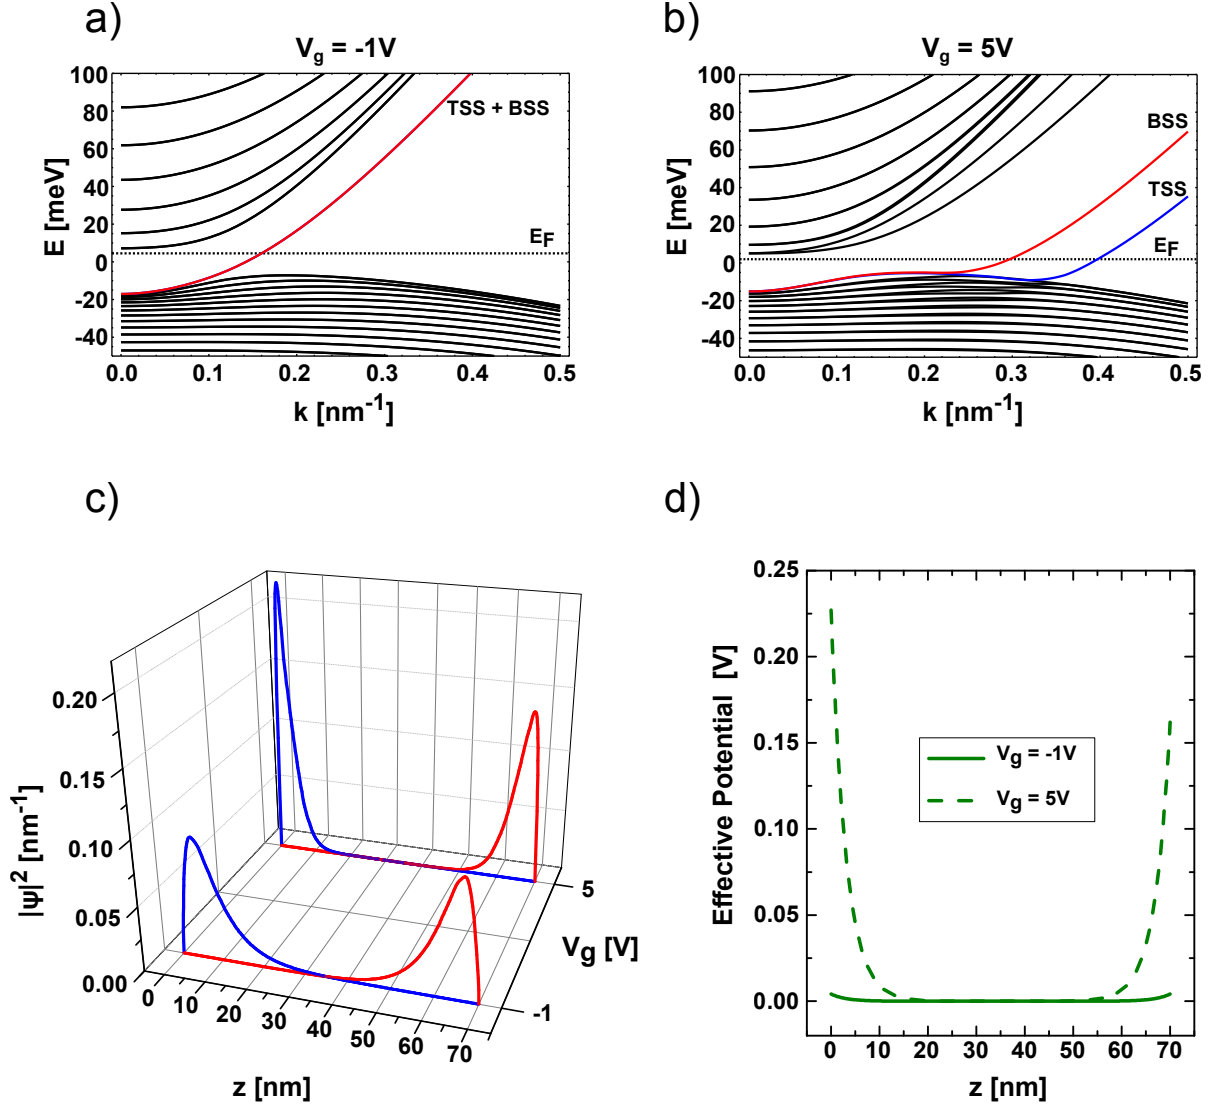 a)
V_g = -1V
100
80
60
40
20
0
-20
-40
E [meV]
TSS + BSS
E_F
0.0 0.1 0.2 0.3 0.4 0.5
k [nm^-1]
b)
V_g = 5V
100
80
60
40
20
0
-20
-40
E [meV]
BSS
TSS
E_F
0.0 0.1 0.2 0.3 0.4 0.5
k [nm^-1]
c)
0.20
0.15
0.10
0.05
0.00
|ψ|^2 [nm^-1]
0 10 20 30 40 50 60 70
z [nm]
5
-1
V_g [V]
d)
0.25
0.20
0.15
0.10
0.05
0.00
Effective Potential [V]
V_g = -1V
V_g = 5V
0 10 20 30 40 50 60 70
z [nm]